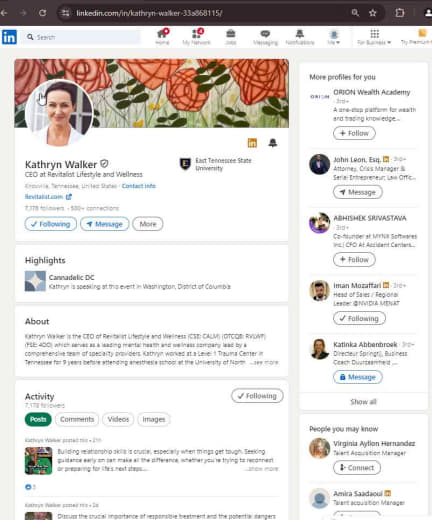 linkedin.com/in/kathryn-walker-33a868115/
in
Search
Home
My Network
Jobs
Messaging
Notifications
Me
For Business
Try Premium f
Kathryn Walker
CEO at Revitalist Lifestyle and Wellness
Knoxville, Tennessee, United States · Contact info
Revitalist.com
7,178 followers · 500+ connections
Following
Message
More
East Tennessee State
University
Highlights
Cannadelic DC
Kathryn is speaking at this event in Washington, District of Columbia
About
Kathryn Walker is the CEO of Revitalist Lifestyle and Wellness (CSE: CALM) (OTCQB: RVLWF)
(FSE: 4DO) which serves as a leading mental health and wellness company lead by a
comprehensive team of specialty providers. Kathryn worked at a Level 1 Trauma Center in
Tennessee for 9 years before attending anesthesia school at the University of North ...see more
Activity
7,178 followers
Following
Posts
Comments
Videos
Images
Kathryn Walker posted this • 21h
Building relationship skills is crucial, especially when things get tough. Seeking
guidance early on can make all the difference, whether you're trying to reconnect
or preparing for life's next steps...
...show more
Kathryn Walker posted this • 2d
Discuss the crucial importance of responsible treatment and the potential dangers
More profiles for you
ORION Wealth Academy
· 3rd+
A one-stop platform for wealth
and trading knowledge...
+ Follow
John Leon, Esq. in · 3rd+
Attorney, Crisis Manager &
Serial Entrepreneur; Law Offic...
Message
ABHISHEK SRIVASTAVA
· 3rd+
Co-founder at MYNX Softwares
Inc.| CFO At Accident Centers...
+ Follow
Iman Mozaffari in · 3rd+
Head of Sales / Regional
Leader @NVIDIA MENAT
Following
Katinka Abbenbroek · 3rd+
Directeur Springtij, Business
Coach Duurzaamheid ...
Message
Show all
People you may know
Virginia Ayllon Hernandez
Talent Acquisition Manager
Connect
Amira Saadaoui in
Talent Acquisition Manager